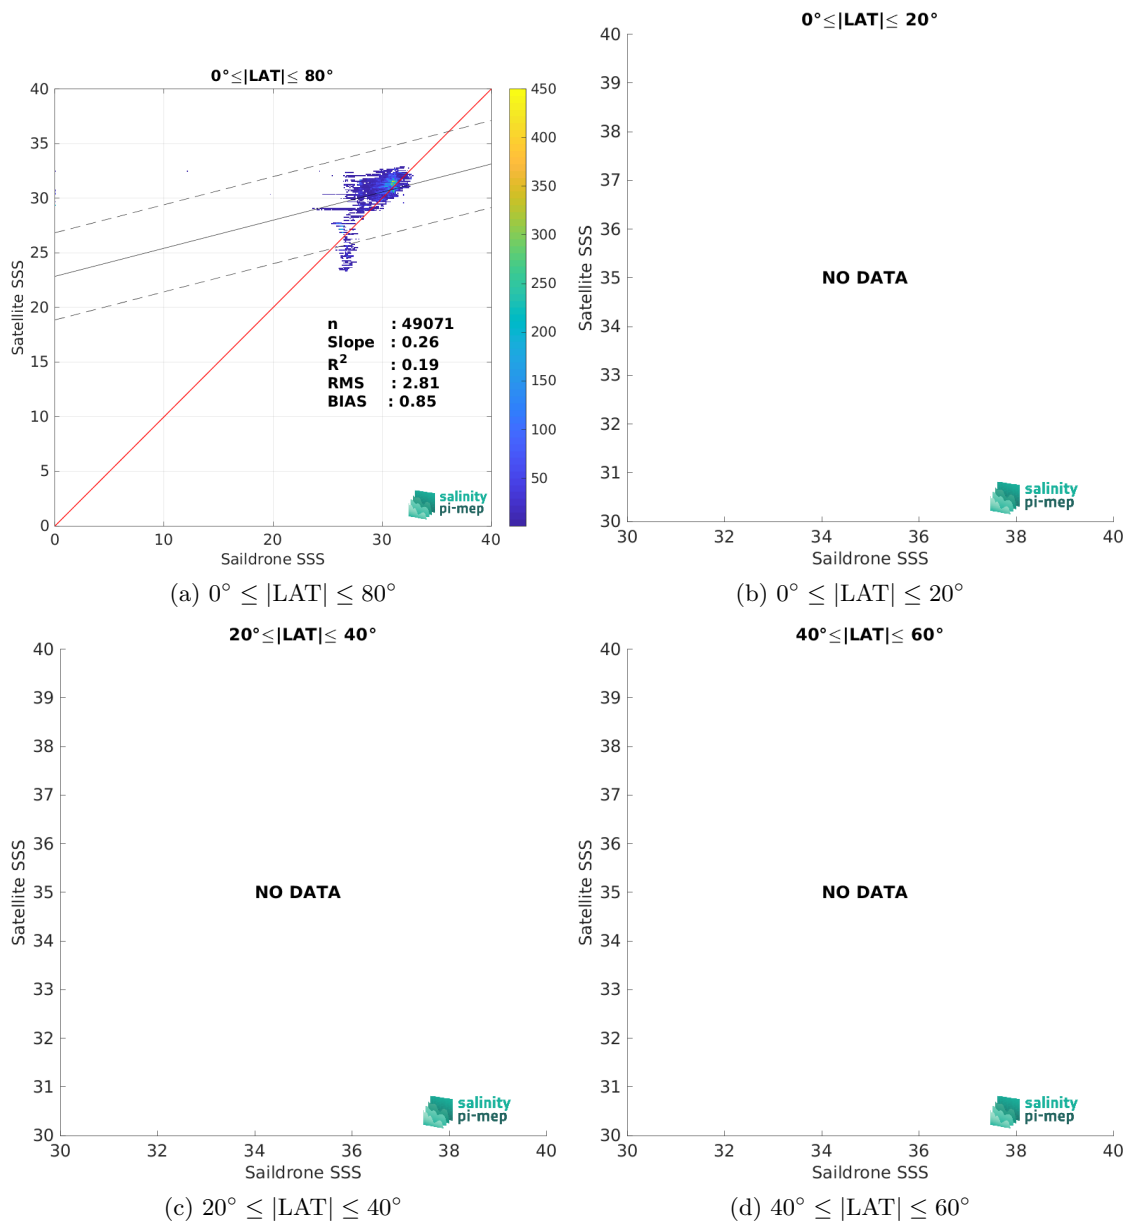 0°≤|LAT|≤ 80°
40
35
30
25
20
15
10
5
0
0
10
20
30
40
Satellite SSS
Saildrone SSS
n : 49071
Slope : 0.26
R² : 0.19
RMS : 2.81
BIAS : 0.85
450
400
350
300
250
200
150
100
50
salinity
pi-mep
(a) 0° ≤ |LAT| ≤ 80°
0°≤|LAT|≤ 20°
40
39
38
37
36
35
34
33
32
31
30
30
32
34
36
38
40
Satellite SSS
Saildrone SSS
NO DATA
salinity
pi-mep
(b) 0° ≤ |LAT| ≤ 20°
20°≤|LAT|≤ 40°
40
39
38
37
36
35
34
33
32
31
30
30
32
34
36
38
40
Satellite SSS
Saildrone SSS
NO DATA
salinity
pi-mep
(c) 20° ≤ |LAT| ≤ 40°
40°≤|LAT|≤ 60°
40
39
38
37
36
35
34
33
32
31
30
30
32
34
36
38
40
Satellite SSS
Saildrone SSS
NO DATA
salinity
pi-mep
(d) 40° ≤ |LAT| ≤ 60°